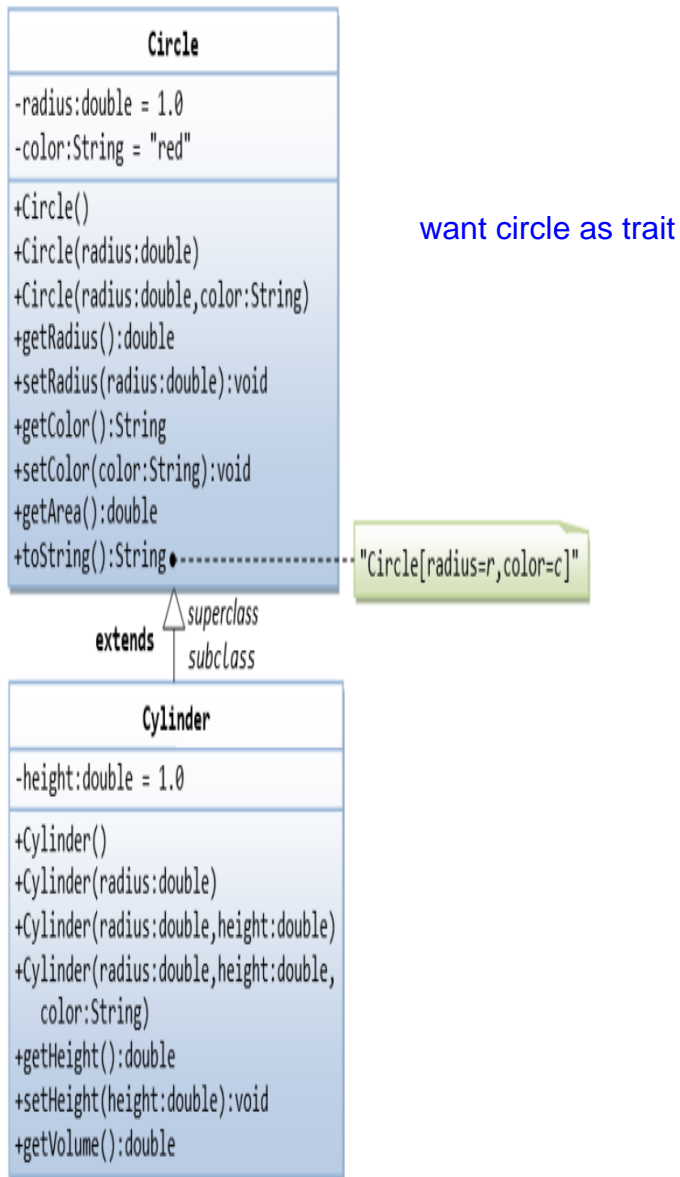 Circle
-radius:double = 1.0
-color:String = "red"
+Circle()
+Circle(radius:double)
+Circle(radius:double,color:String)
+getRadius():double
+setRadius(radius:double):void
+getColor():String
+setColor(color:String):void
+getArea():double
+toString():String
want circle as trait
"Circle[radius=r,color=c]"
superclass
extends
subclass
Cylinder
-height:double = 1.0
+Cylinder()
+Cylinder(radius:double)
+Cylinder(radius:double,height:double)
+Cylinder(radius:double,height:double,
color:String)
+getHeight():double
+setHeight(height:double):void
+getVolume():double